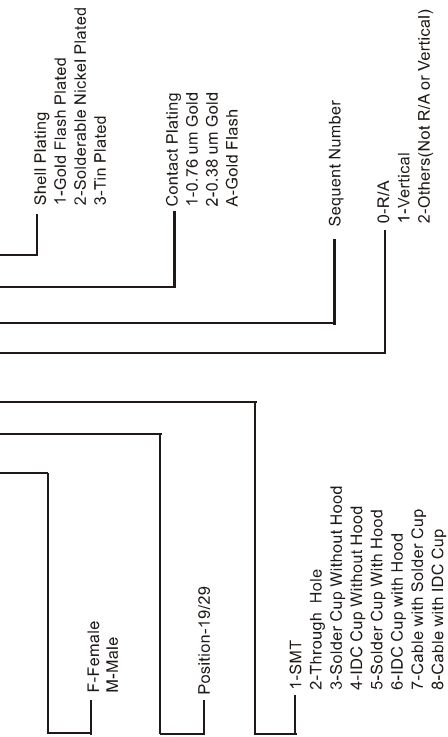 F-Female
M-Male
Position-19/29
1-SMT
2-Through Hole
3-Solder Cup Without Hood
4-IDC Cup Without Hood
5-Solder Cup With Hood
6-IDC Cup with Hood
7-Cable with Solder Cup
8-Cable with IDC Cup
Shell Plating
1-Gold Flash Plated
2-Solderable Nickel Plated
3-Tin Plated
Contact Plating
1-0.76 um Gold
2-0.38 um Gold
A-Gold Flash
Sequent Number
0-R/A
1-Vertical
2-Others(Not R/A or Vertical)